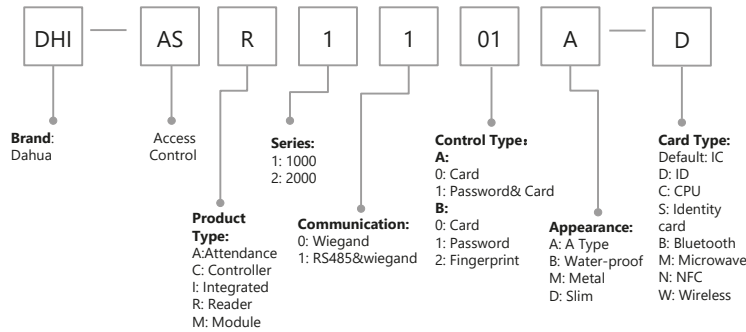 DHI — AS R 1 1 01 A — D
Brand:
Dahua
Access
Control
Product
Type:
A:Attendance
C: Controller
I: Integrated
R: Reader
M: Module
Series:
1: 1000
2: 2000
Communication:
0: Wiegand
1: RS485&wiegand
Control Type:
A:
0: Card
1: Password& Card
B:
0: Card
1: Password
2: Fingerprint
Appearance:
A: A Type
B: Water-proof
M: Metal
D: Slim
Card Type:
Default: IC
D: ID
C: CPU
S: Identity
card
B: Bluetooth
M: Microwave
N: NFC
W: Wireless